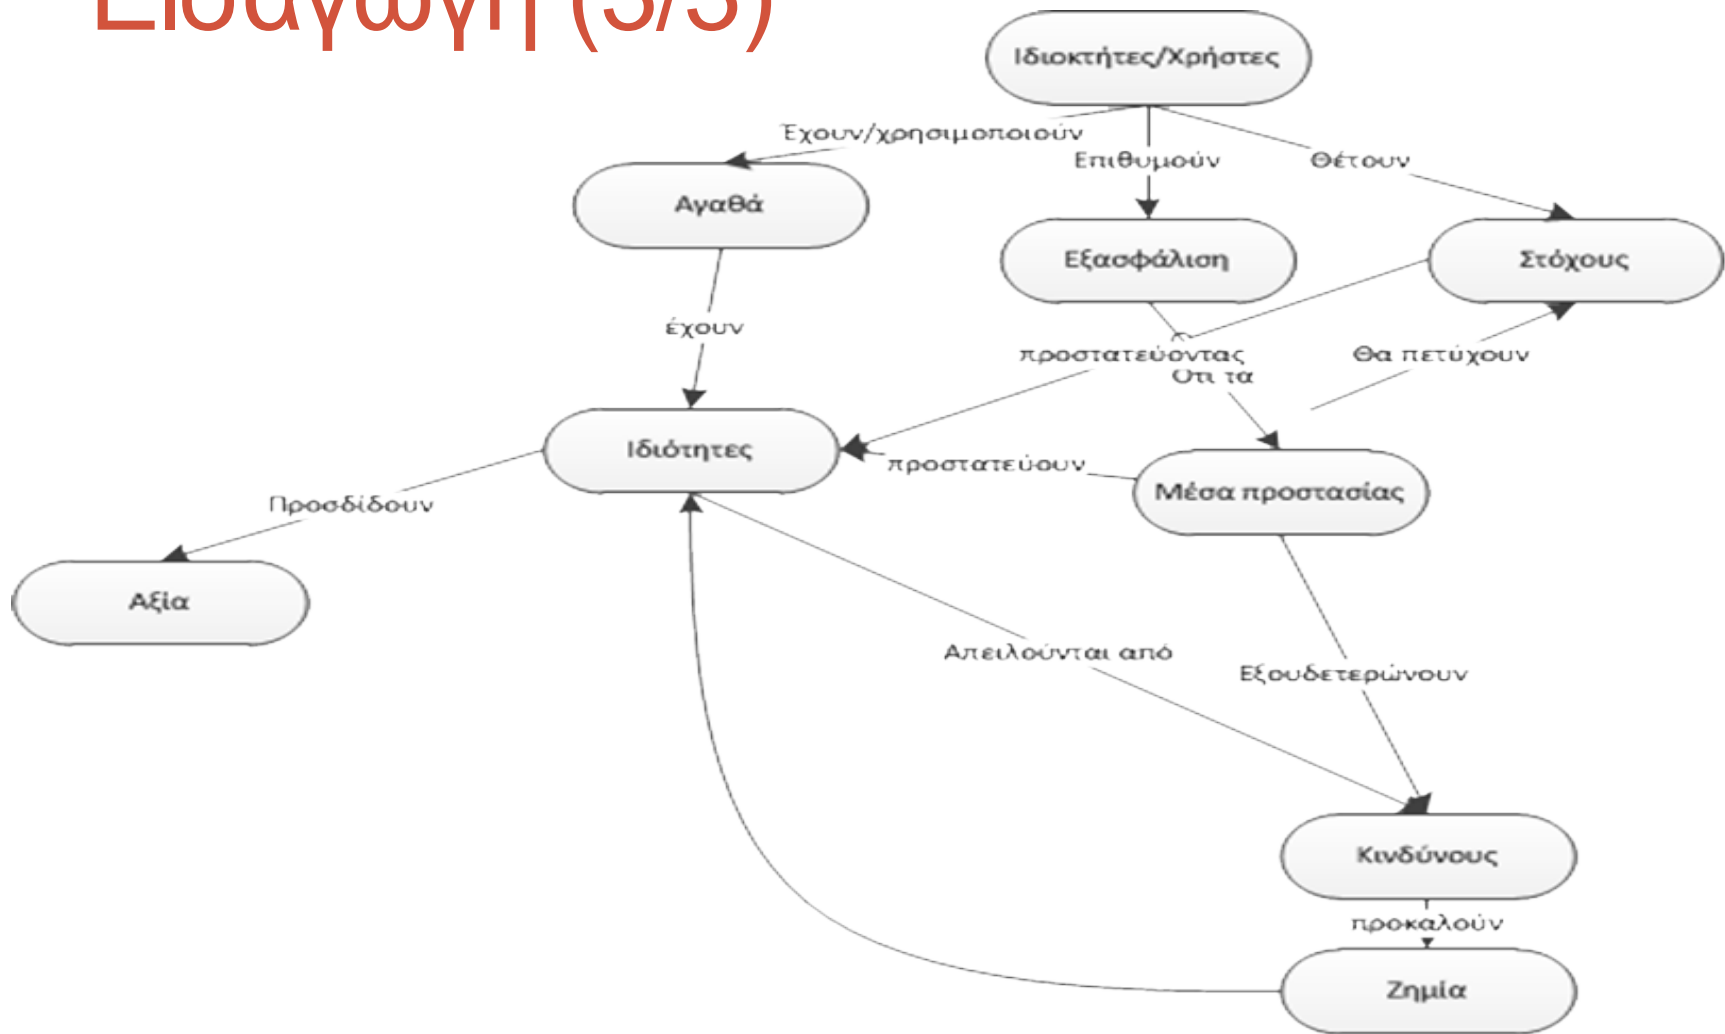 Εισαγωγή (3/3)
Ιδιοκτήτες/Χρήστες
Έχουν/χρησιμοποιούν
Επιθυμούν
Θέτουν
Αγαθά
Εξασφάλιση
Στόχους
έχουν
προστατεύοντας
Θα πετύχουν
Ότι τα
Ιδιότητες
προστατεύουν
Μέσα προστασίας
Προσδίδουν
Αξία
Απειλούνται από
Εξουδετερώνουν
Κινδύνους
προκαλούν
Ζημία